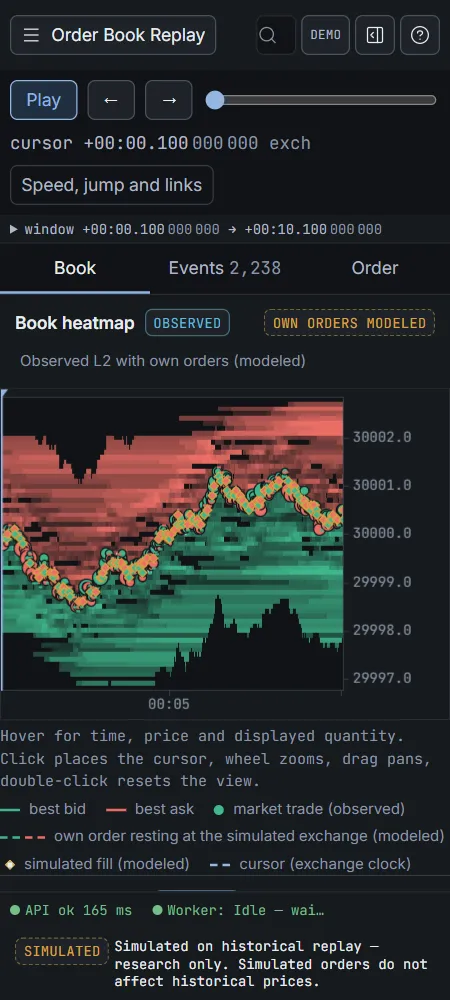 Order Book Replay
DEMO
Play ← →
cursor +00:00.100 000 000 exch
Speed, jump and links
window +00:00.100 000 000 → +00:10.100 000 000
Book Events 2,238 Order
Book heatmap OBSERVED OWN ORDERS MODELED
Observed L2 with own orders (modeled)
30002.0
30001.0
30000.0
29999.0
29998.0
29997.0
00:05
Hover for time, price and displayed quantity.
Click places the cursor, wheel zooms, drag pans,
double-click resets the view.
best bid best ask market trade (observed)
own order resting at the simulated exchange (modeled)
simulated fill (modeled) cursor (exchange clock)
API ok 165 ms Worker: Idle — wai…
SIMULATED Simulated on historical replay —
research only. Simulated orders do not
affect historical prices.